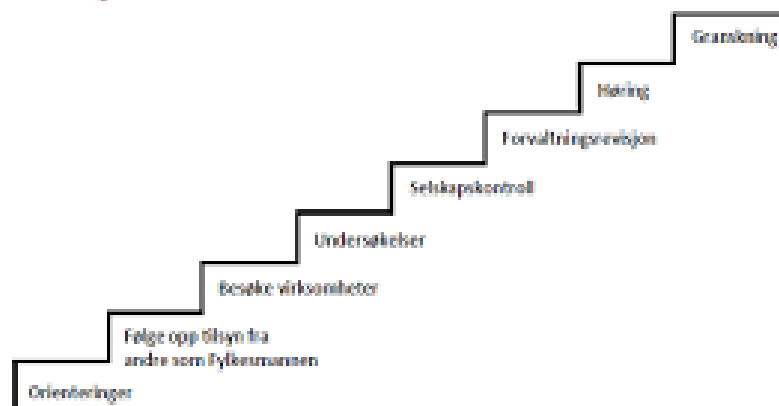 Granskning
Høring
Forvaltningsrevisjon
Selskapskontroll
Undersøkelser
Besøke virksomheter
Følge opp tilsyn fra
andre som Fylkesmannen
Orienteringer